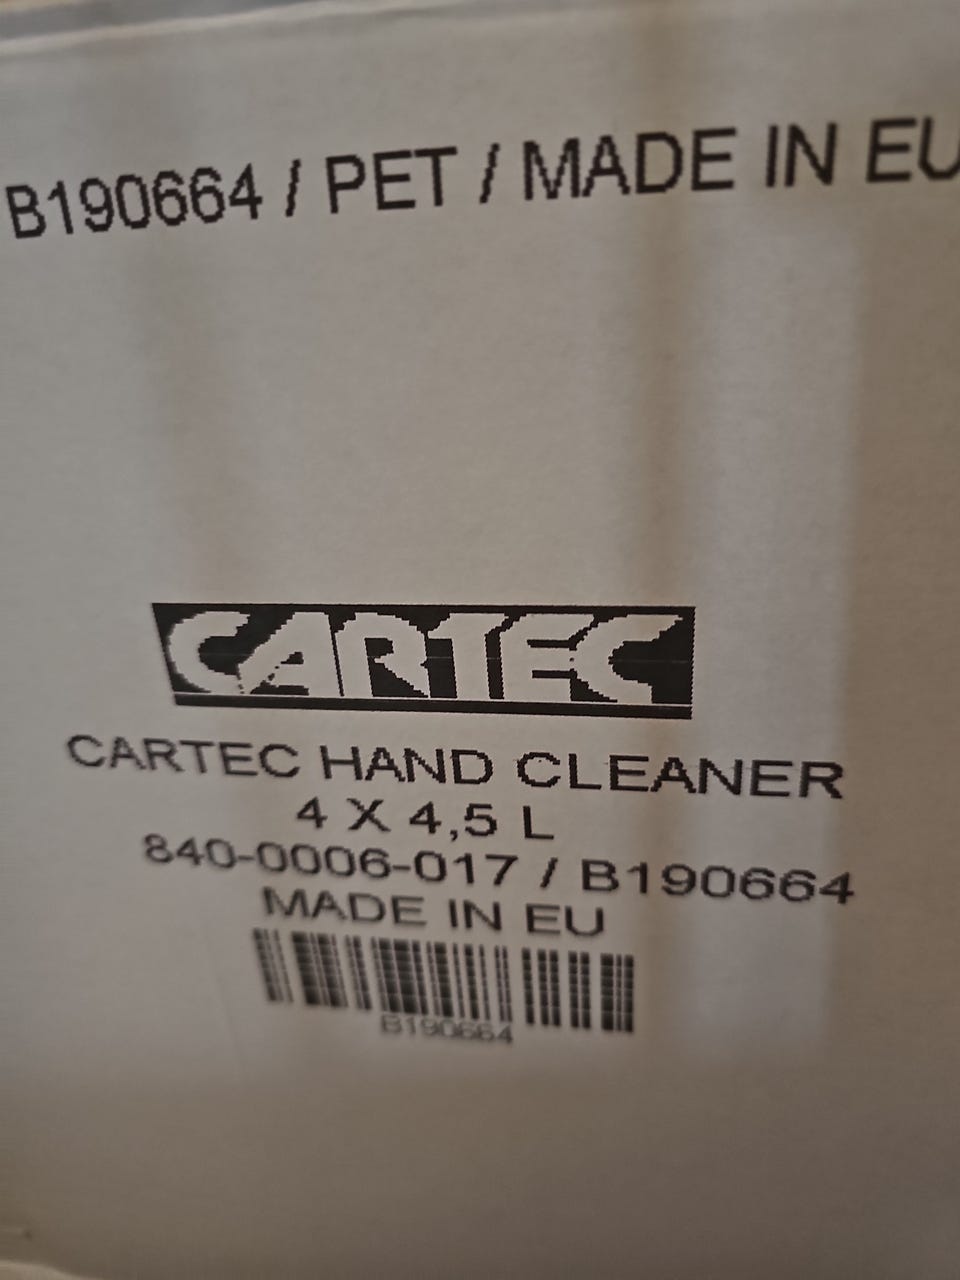 B190664 / PET / MADE IN EU
CARTEC
CARTEC HAND CLEANER
4 X 4,5 L
840-0006-017 / B190664
MADE IN EU
B190664